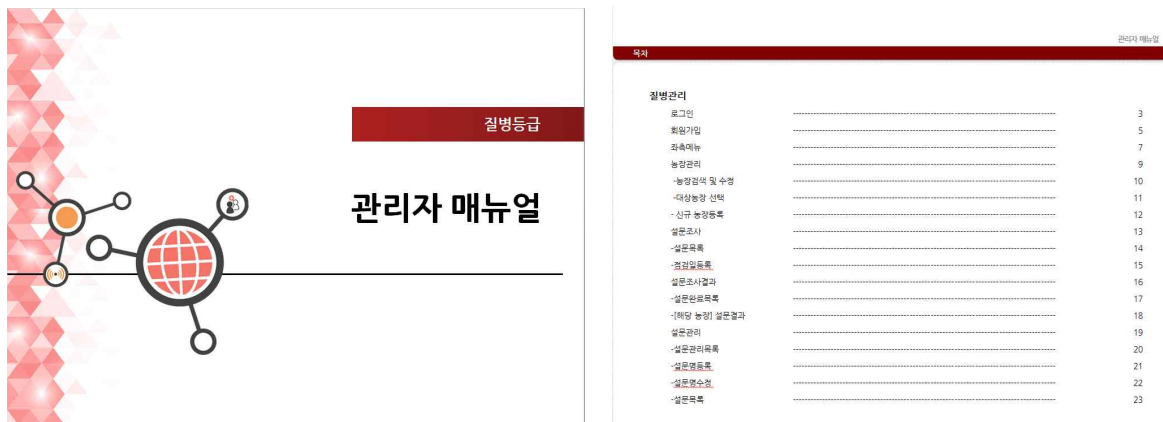 질병등급
관리자 매뉴얼
관리자 매뉴얼
목차
질병관리
로그인 ------------------------------------------------ 3
회원가입 ------------------------------------------------ 5
좌측메뉴 ------------------------------------------------ 7
농장관리 ------------------------------------------------ 9
-농장검색 및 수정 ------------------------------------------------ 10
-대상농장 선택 ------------------------------------------------ 11
- 신규 농장등록 ------------------------------------------------ 12
설문조사 ------------------------------------------------ 13
-설문목록 ------------------------------------------------ 14
-점검일등록 ------------------------------------------------ 15
설문조사결과 ------------------------------------------------ 16
-설문완료목록 ------------------------------------------------ 17
-[해당 농장] 설문결과 ------------------------------------------------ 18
설문관리 ------------------------------------------------ 19
-설문관리목록 ------------------------------------------------ 20
-설문명등록 ------------------------------------------------ 21
-설문명수정 ------------------------------------------------ 22
-설문목록 ------------------------------------------------ 23